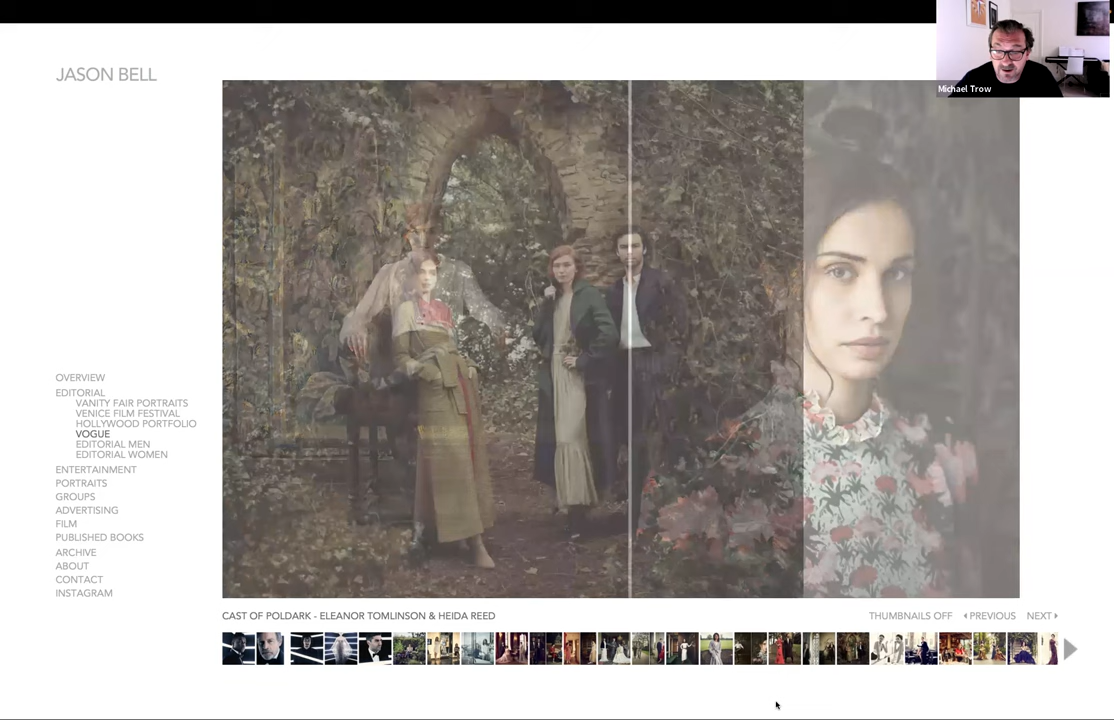 Michael Trow
JASON BELL
OVERVIEW
EDITORIAL
VANITY FAIR PORTRAITS
VENICE FILM FESTIVAL
HOLLYWOOD PORTFOLIO
VOGUE
EDITORIAL MEN
EDITORIAL WOMEN
ENTERTAINMENT
PORTRAITS
GROUPS
ADVERTISING
FILM
PUBLISHED BOOKS
ARCHIVE
ABOUT
CONTACT
INSTAGRAM
CAST OF POLDARK - ELEANOR TOMLINSON & HEIDA REED
THUMBNAILS OFF PREVIOUS NEXT